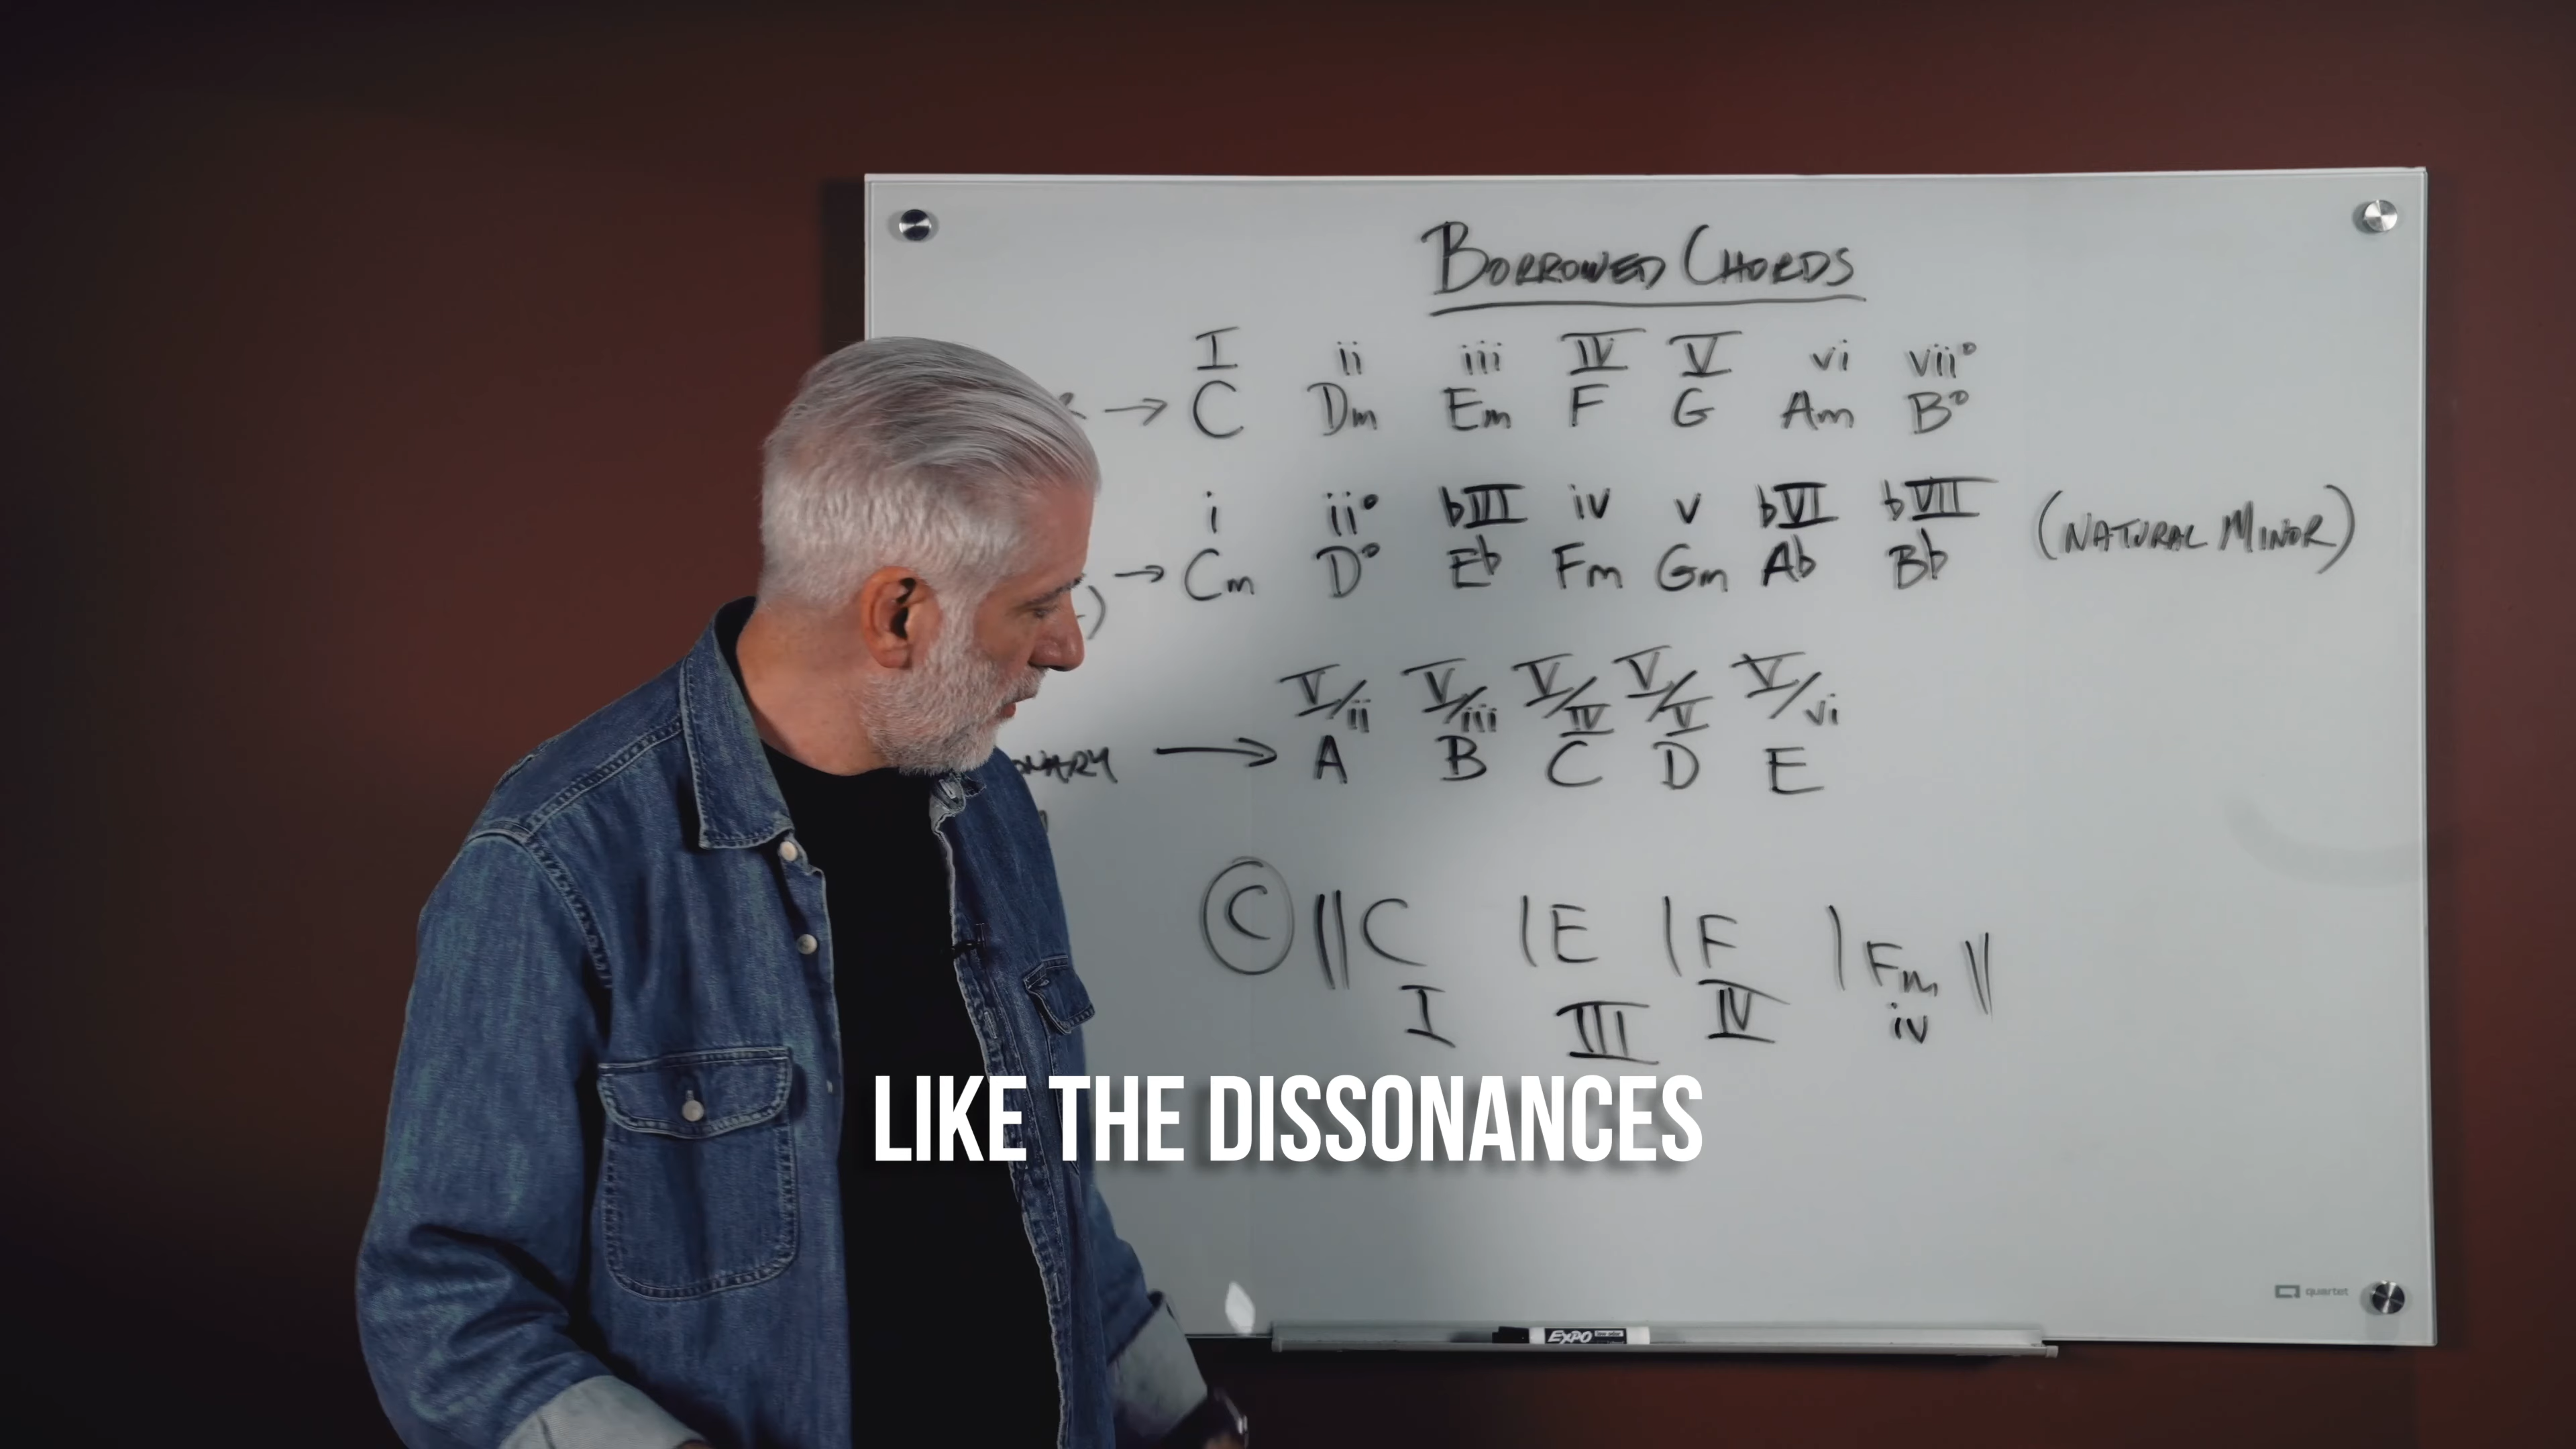 BORROWED CHORDS
I ii iii IV V vi vii°
→ C Dm Em F G Am B°
i ii° bIII iv v bVI bVII (NATURAL MINOR)
→ Cm D° Eb Fm Gm Ab Bb
V/ii V/iii V/IV V/V V/vi
→ A B C D E
C || C | E | F | Fm ||
I III IV iv
LIKE THE DISSONANCES
quartet
EXPO